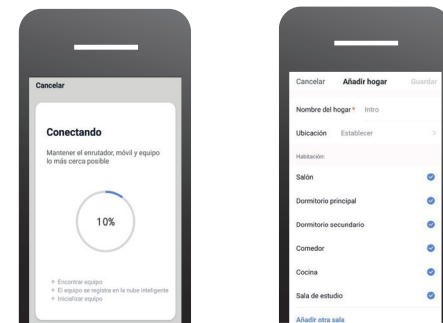 Cancelar
Conectando
Mantener el enrutador, móvil y equipo
lo más cerca posible
10%
Encontrar equipo
El equipo se registra en la nube inteligente
Inicializar equipo
Cancelar Añadir hogar Guardar
Nombre del hogar * Intro
Ubicación Establecer >
Habitación:
Salón
Dormitorio principal
Dormitorio secundario
Comedor
Cocina
Sala de estudio
Añadir otra sala